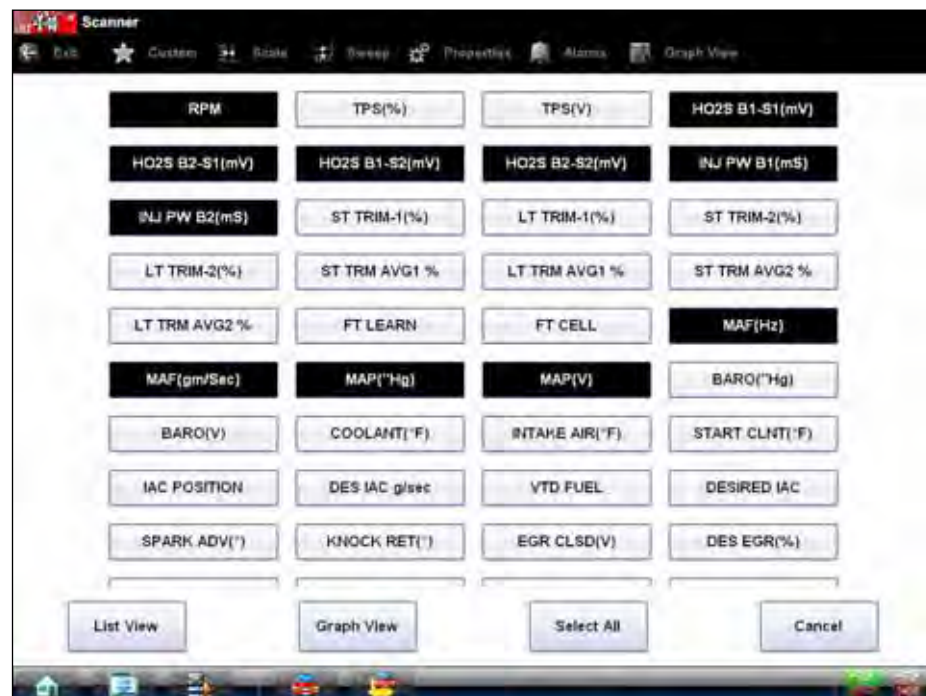 Scanner
Exit Custom Scale Sweep Properties Alarms Graph View
RPM TPS(%) TPS(V) HO2S B1-S1(mV)
HO2S B2-S1(mV) HO2S B1-S2(mV) HO2S B2-S2(mV) INJ PW B1(mS)
INJ PW B2(mS) ST TRIM-1(%) LT TRIM-1(%) ST TRIM-2(%)
LT TRIM-2(%) ST TRM AVG1 % LT TRM AVG1 % ST TRM AVG2 %
LT TRM AVG2 % FT LEARN FT CELL MAF(Hz)
MAF(gm/Sec) MAP("Hg) MAP(V) BARO("Hg)
BARO(V) COOLANT(°F) INTAKE AIR(°F) START CLNT(°F)
IAC POSITION DES IAC g/sec VTD FUEL DESIRED IAC
SPARK ADV(°) KNOCK RET(°) EGR CLSD(V) DES EGR(%)
List View Graph View Select All Cancel